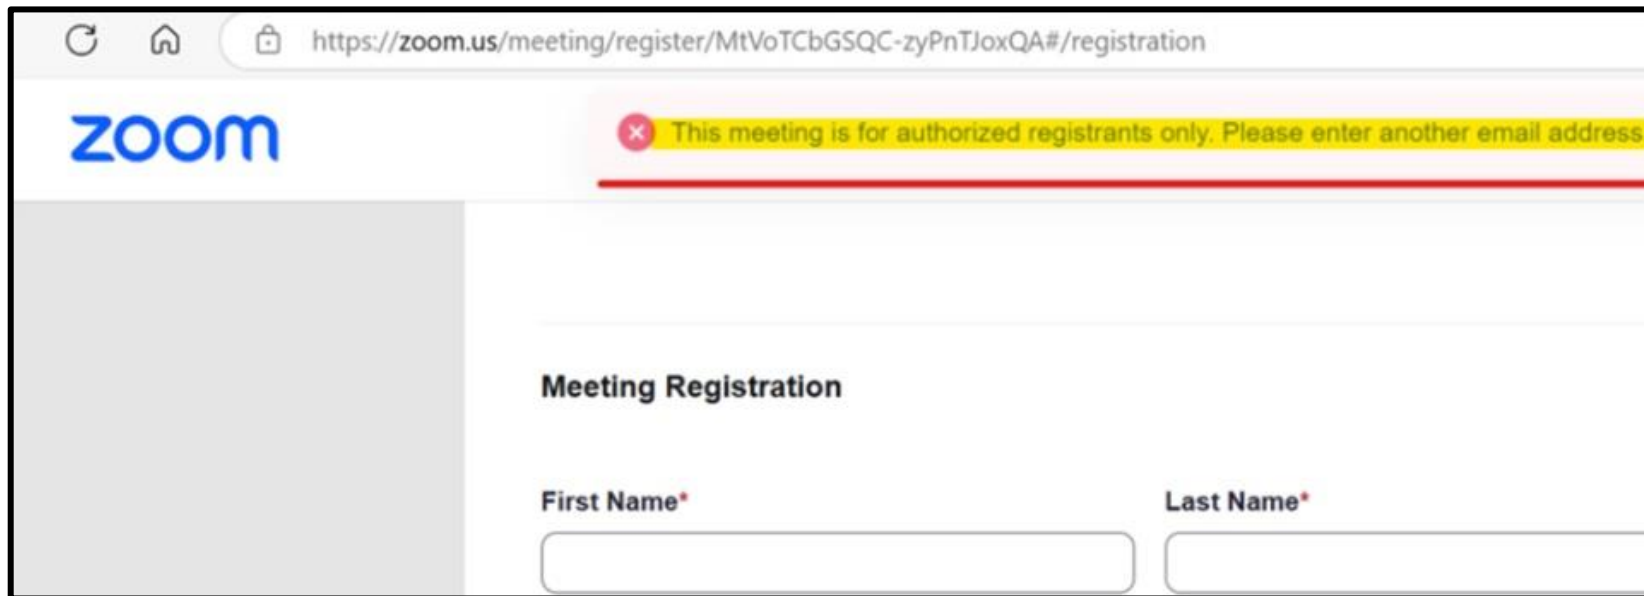 https://zoom.us/meeting/register/MtVoTCbGSQC-zyPnTJoxQA#/registration
zoom
This meeting is for authorized registrants only. Please enter another email address
Meeting Registration
First Name* Last Name*